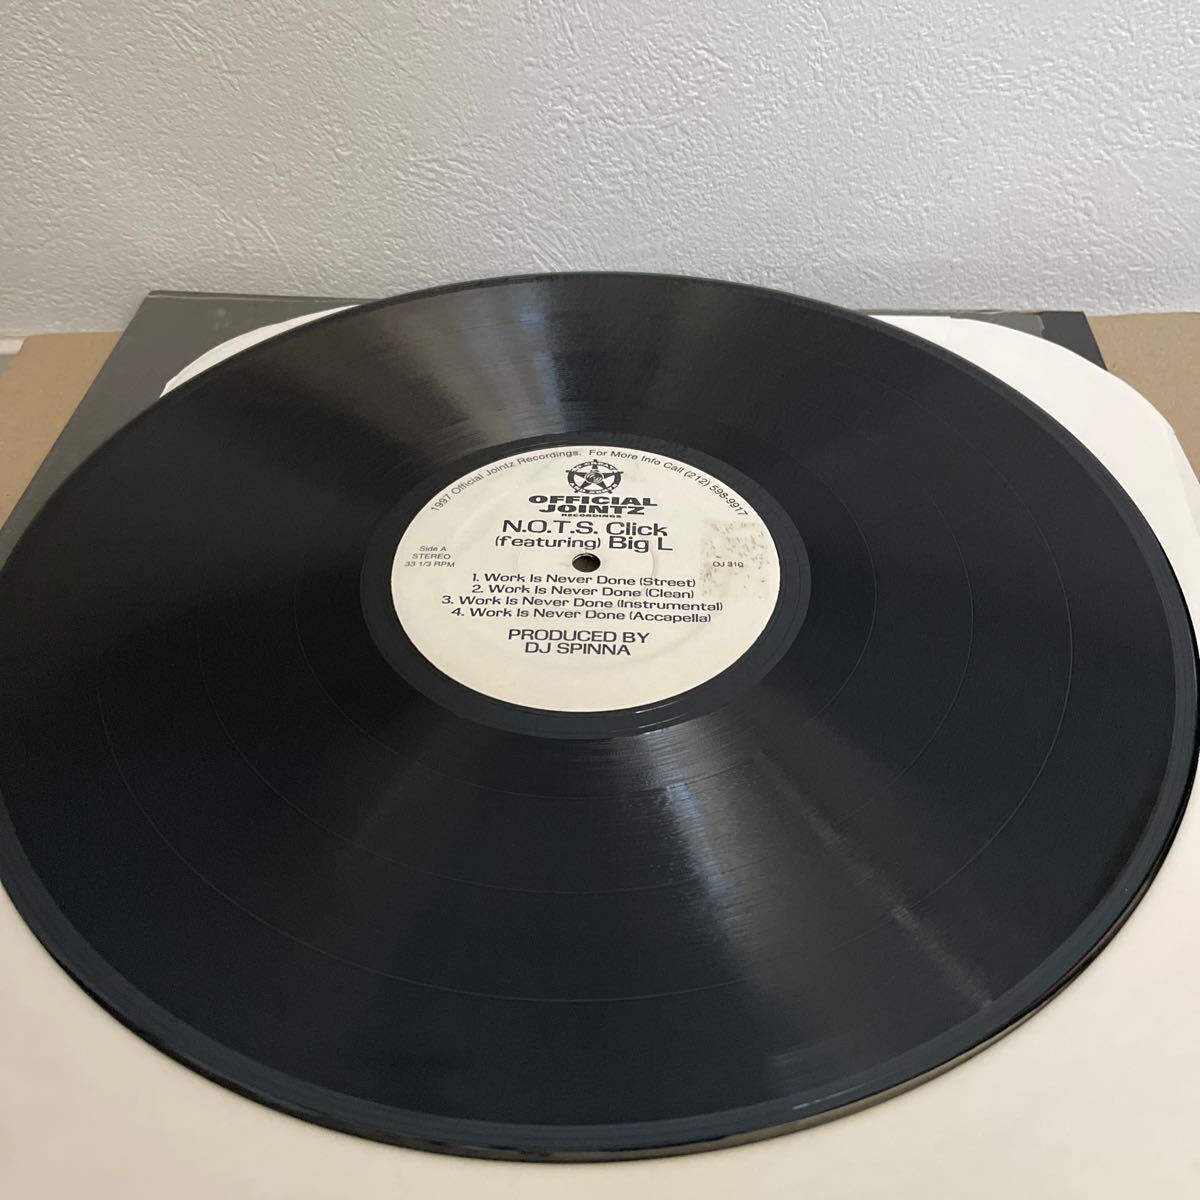 1997 Official Jointz Recordings. For More Info Call (212) 598-9917
OFFICIAL
JOINTZ
RECORDINGS
N.O.T.S. Click
(featuring) Big L
Side A
STEREO
33 1/3 RPM
OJ 310
1. Work Is Never Done (Street)
2. Work Is Never Done (Clean)
3. Work Is Never Done (Instrumental)
4. Work Is Never Done (Accapella)
PRODUCED BY
DJ SPINNA